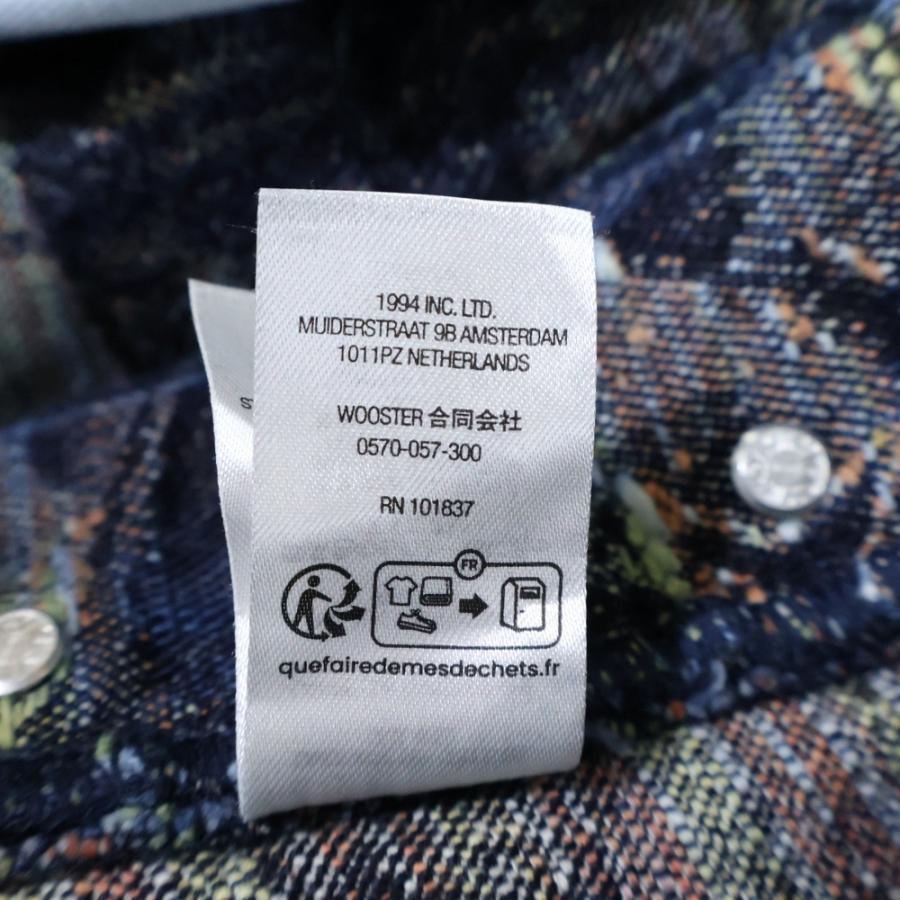 1994 INC. LTD.
MUIDERSTRAAT 9B AMSTERDAM
1011PZ NETHERLANDS
WOOSTER 合同会社
0570-057-300
RN 101837
FR
quefairedemesdechets.fr